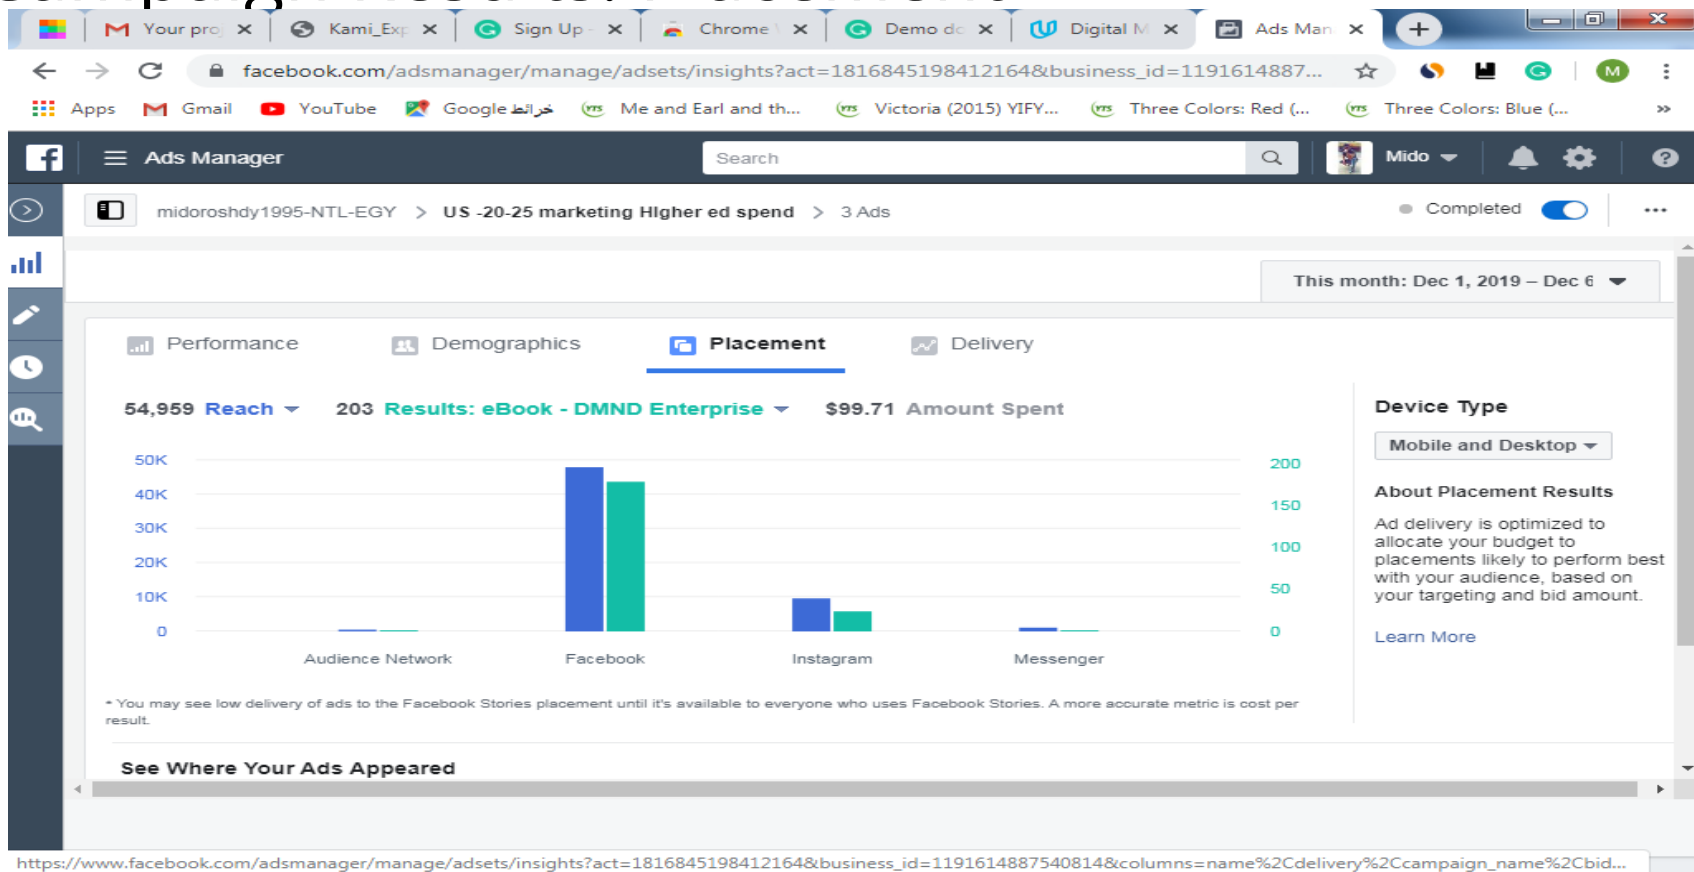 Your pro
Kami_Exp
Sign Up -
Chrome
Demo do
Digital M
Ads Man
facebook.com/adsmanager/manage/adsets/insights?act=1816845198412164&business_id=1191614887...
M
Apps
Gmail
YouTube
Google خرائط
Me and Earl and th...
Victoria (2015) YIFY...
Three Colors: Red (...
Three Colors: Blue (...
»
Ads Manager
Search
Mido
midoroshdy1995-NTL-EGY > US -20-25 marketing HIgher ed spend > 3 Ads
Completed
This month: Dec 1, 2019 – Dec 6
Performance
Demographics
Placement
Delivery
54,959 Reach
203 Results: eBook - DMND Enterprise
$99.71 Amount Spent
50K
40K
30K
20K
10K
0
200
150
100
50
0
Audience Network
Facebook
Instagram
Messenger
Device Type
Mobile and Desktop
About Placement Results
Ad delivery is optimized to
allocate your budget to
placements likely to perform best
with your audience, based on
your targeting and bid amount.
Learn More
* You may see low delivery of ads to the Facebook Stories placement until it's available to everyone who uses Facebook Stories. A more accurate metric is cost per
result.
See Where Your Ads Appeared
https://www.facebook.com/adsmanager/manage/adsets/insights?act=1816845198412164&business_id=1191614887540814&columns=name%2Cdelivery%2Ccampaign_name%2Cbid...